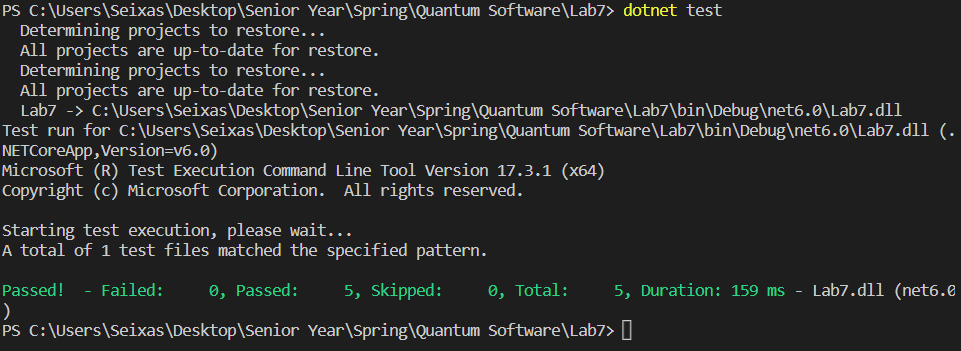 PS C:\Users\Seixas\Desktop\Senior Year\Spring\Quantum Software\Lab7> dotnet test
  Determining projects to restore...
  All projects are up-to-date for restore.
  Determining projects to restore...
  All projects are up-to-date for restore.
  Lab7 -> C:\Users\Seixas\Desktop\Senior Year\Spring\Quantum Software\Lab7\bin\Debug\net6.0\Lab7.dll
Test run for C:\Users\Seixas\Desktop\Senior Year\Spring\Quantum Software\Lab7\bin\Debug\net6.0\Lab7.dll (.
NETCoreApp,Version=v6.0)
Microsoft (R) Test Execution Command Line Tool Version 17.3.1 (x64)
Copyright (c) Microsoft Corporation.  All rights reserved.

Starting test execution, please wait...
A total of 1 test files matched the specified pattern.

Passed!  - Failed:     0, Passed:     5, Skipped:     0, Total:     5, Duration: 159 ms - Lab7.dll (net6.0
)
PS C:\Users\Seixas\Desktop\Senior Year\Spring\Quantum Software\Lab7>